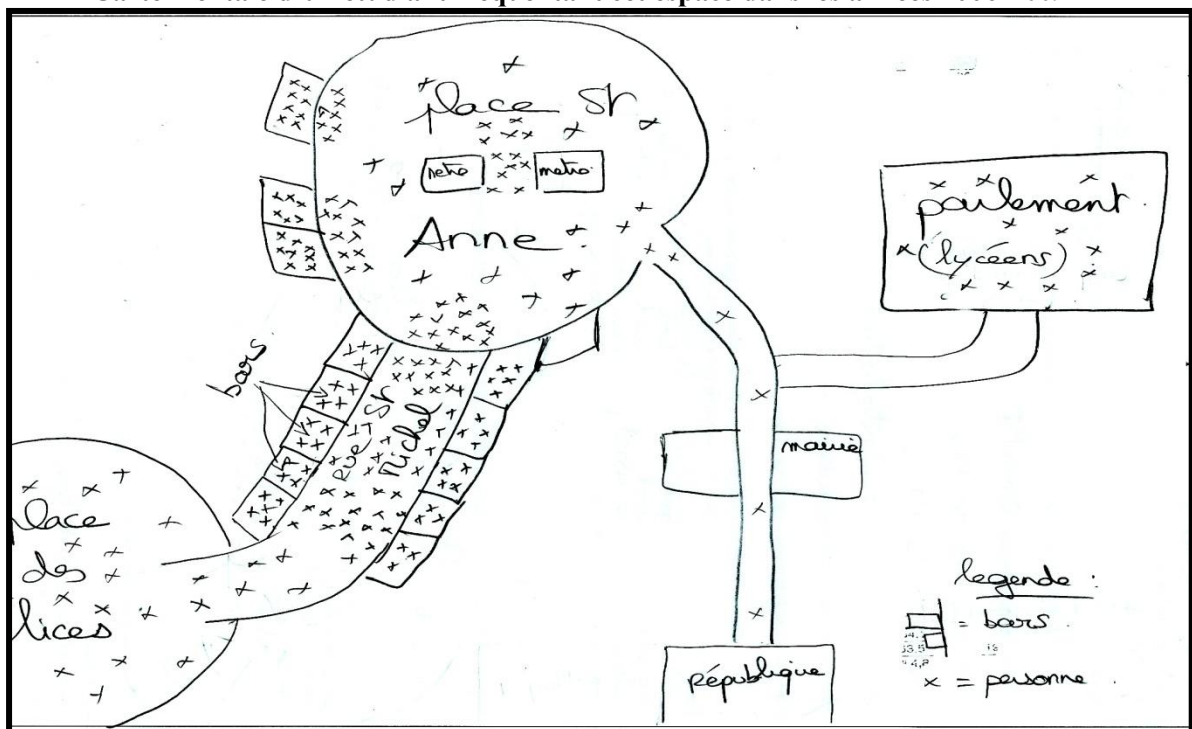 place St
metro
metro
Anne
parlement
(lycéens)
bars
Rue St
Michel
mairie
place
des
lices
république
legende :
= bars
x = personne